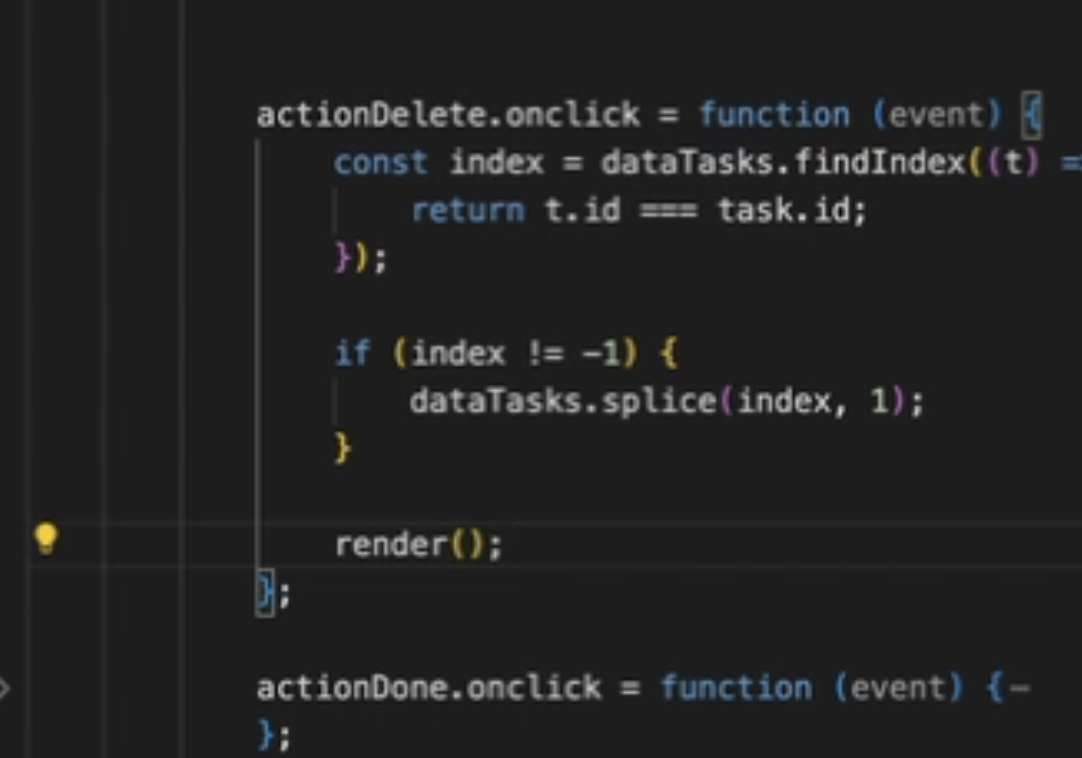 actionDelete.onclick = function (event) {
const index = dataTasks.findIndex((t) =
return t.id === task.id;
});
if (index != -1) {
dataTasks.splice(index, 1);
}
render();
};
actionDone.onclick = function (event) {–
};